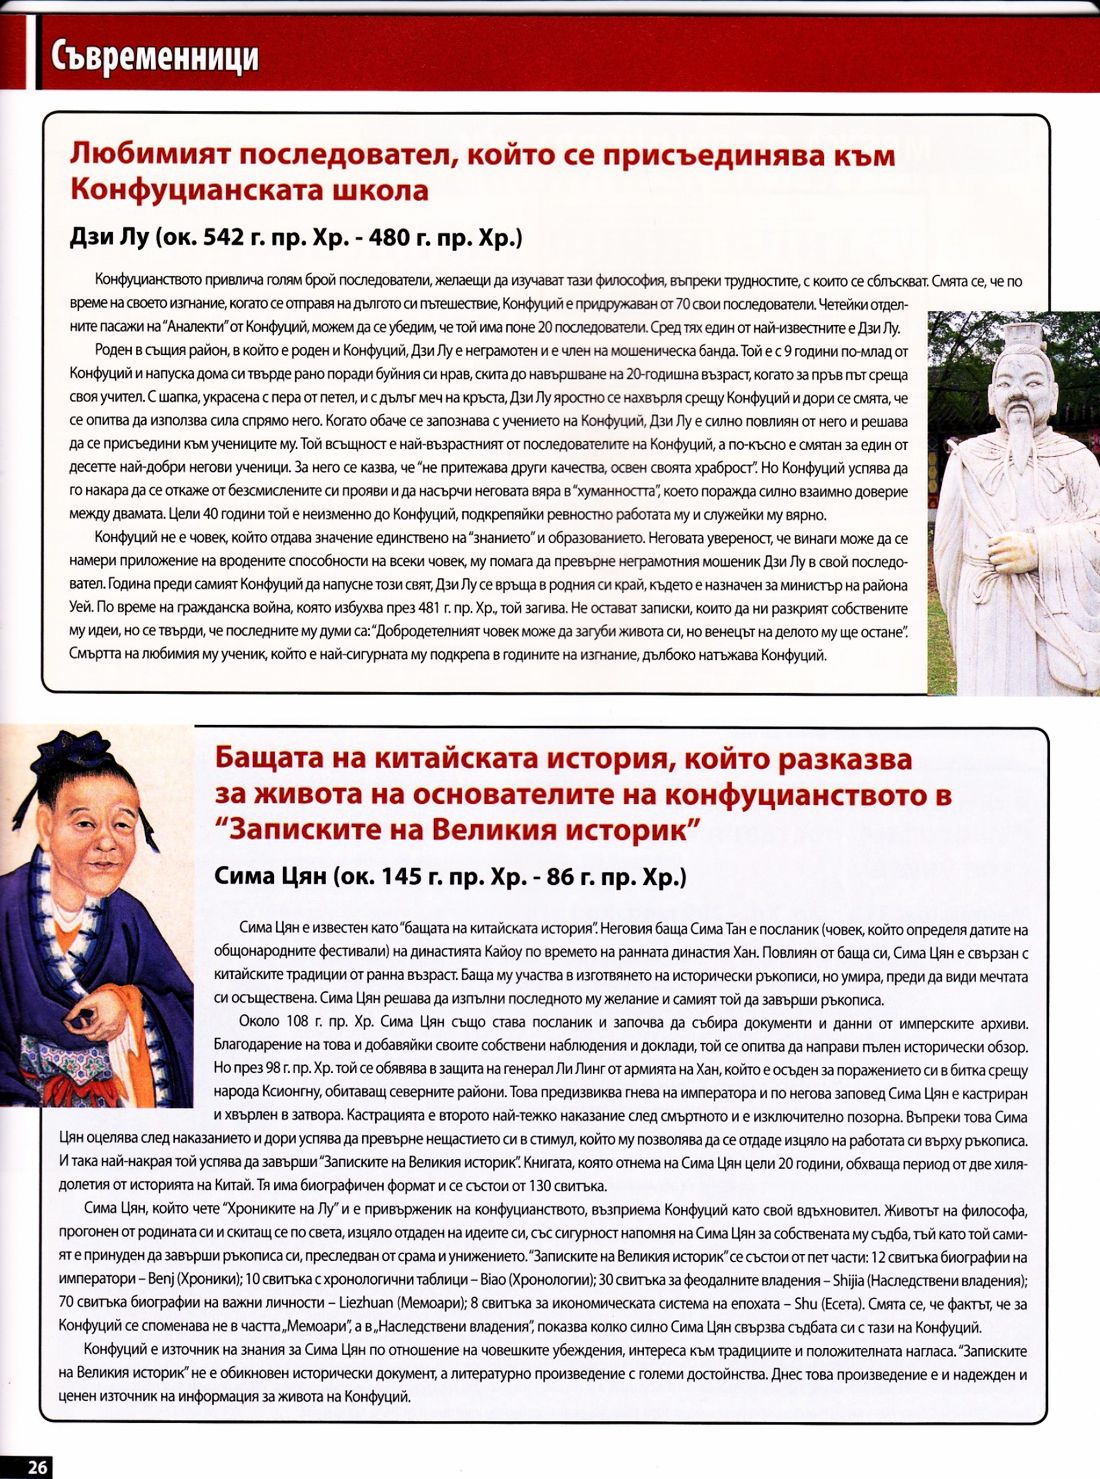 Съвременници
Любимият последовател, който се присъединява към
Конфуцианската школа
Дзи Лу (ок. 542 г. пр. Хр. - 480 г. пр. Хр.)
Конфуцианството привлича голям брой последователи, желаещи да изучават тази философия, въпреки трудностите, с които се сблъскват. Смята се, че по
време на своето изгнание, когато се отправя на дългото си пътешествие, Конфуций е придружаван от 70 свои последователи. Четейки отдел-
ните пасажи на “Аналекти” от Конфуций, можем да се убедим, че той има поне 20 последователи. Сред тях един от най-известните е Дзи Лу.
Роден в същия район, в който е роден и Конфуций, Дзи Лу е неграмотен и е член на мошеническа банда. Той е с 9 години по-млад от
Конфуций и напуска дома си твърде рано поради буйния си нрав, скита до навършване на 20-годишна възраст, когато за пръв път среща
своя учител. С шапка, украсена с пера от петел, и с дълъг меч на кръста, Дзи Лу яростно се нахвърля срещу Конфуций и дори се смята, че
се опитва да използва сила спрямо него. Когато обаче се запознава с учението на Конфуций, Дзи Лу е силно повлиян от него и решава
да се присъедини към учениците му. Той всъщност е най-възрастният от последователите на Конфуций, а по-късно е смятан за един от
десетте най-добри негови ученици. За него се казва, че “не притежава други качества, освен своята храброст”. Но Конфуций успява да
го накара да се откаже от безсмислените си прояви и да насърчи неговата вяра в “хуманността”, което поражда силно взаимно доверие
между двамата. Цели 40 години той е неизменно до Конфуций, подкрепяйки ревностно работата му и служейки му вярно.
Конфуций не е човек, който отдава значение единствено на “знанието” и образованието. Неговата увереност, че винаги може да се
намери приложение на вродените способности на всеки човек, му помага да превърне неграмотния мошеник Дзи Лу в свой последо-
вател. Година преди самият Конфуций да напусне този свят, Дзи Лу се връща в родния си край, където е назначен за министър на района
Уей. По време на гражданска война, която избухва през 481 г. пр. Хр., той загива. Не остават записки, които да ни разкрият собствените
му идеи, но се твърди, че последните му думи са: “Добродетелният човек може да загуби живота си, но венецът на делото му ще остане”.
Смъртта на любимия му ученик, който е най-сигурната му подкрепа в годините на изгнание, дълбоко натъжава Конфуций.
Бащата на китайската история, който разказва
за живота на основателите на конфуцианството в
“Записките на Великия историк”
Сима Цян (ок. 145 г. пр. Хр. - 86 г. пр. Хр.)
Сима Цян е известен като “бащата на китайската история”. Неговия баща Сима Тан е посланик (човек, който определя датите на
общонародните фестивали) на династията Кайоу по времето на ранната династия Хан. Повлиян от баща си, Сима Цян е свързан с
китайските традиции от ранна възраст. Баща му участва в изготвянето на исторически ръкописи, но умира, преди да види мечтата
си осъществена. Сима Цян решава да изпълни последното му желание и самият той да завърши ръкописа.
Около 108 г. пр. Хр. Сима Цян също става посланик и започва да събира документи и данни от имперските архиви.
Благодарение на това и добавяйки своите собствени наблюдения и доклади, той се опитва да направи пълен исторически обзор.
Но през 98 г. пр. Хр. той се обявява в защита на генерал Ли Линг от армията на Хан, който е осъден за поражението си в битка срещу
народа Ксионгну, обитаващ северните райони. Това предизвиква гнева на императора и по негова заповед Сима Цян е кастриран
и хвърлен в затвора. Кастрацията е второто най-тежко наказание след смъртното и е изключително позорна. Въпреки това Сима
Цян оцелява след наказанието и дори успява да превърне нещастието си в стимул, който му позволява да се отдаде изцяло на работата си върху ръкописа.
И така най-накрая той успява да завърши “Записките на Великия историк”. Книгата, която отнема на Сима Цян цели 20 години, обхваща период от две хиля-
долетия от историята на Китай. Тя има биографичен формат и се състои от 130 свитъка.
Сима Цян, който чете “Хрониките на Лу” и е привърженик на конфуцианството, възприема Конфуций като свой вдъхновител. Животът на философа,
прогонен от родината си и скитащ се по света, изцяло отдаден на идеите си, със сигурност напомня на Сима Цян за собствената му съдба, тъй като той сами-
ят е принуден да завърши ръкописа си, преследван от срама и унижението. “Записките на Великия историк” се състои от пет части: 12 свитъка биографии на
императори – Benj (Хроники); 10 свитъка с хронологични таблици – Biao (Хронологии); 30 свитъка за феодалните владения – Shijia (Наследствени владения);
70 свитъка биографии на важни личности – Liezhuan (Мемоари); 8 свитъка за икономическата система на епохата – Shu (Есета). Смята се, че фактът, че за
Конфуций се споменава не в частта „Мемоари”, а в „Наследствени владения”, показва колко силно Сима Цян свързва съдбата си с тази на Конфуций.
Конфуций е източник на знания за Сима Цян по отношение на човешките убеждения, интереса към традициите и положителната нагласа. “Записките
на Великия историк” не е обикновен исторически документ, а литературно произведение с големи достойнства. Днес това произведение е и надежден и
ценен източник на информация за живота на Конфуций.
26